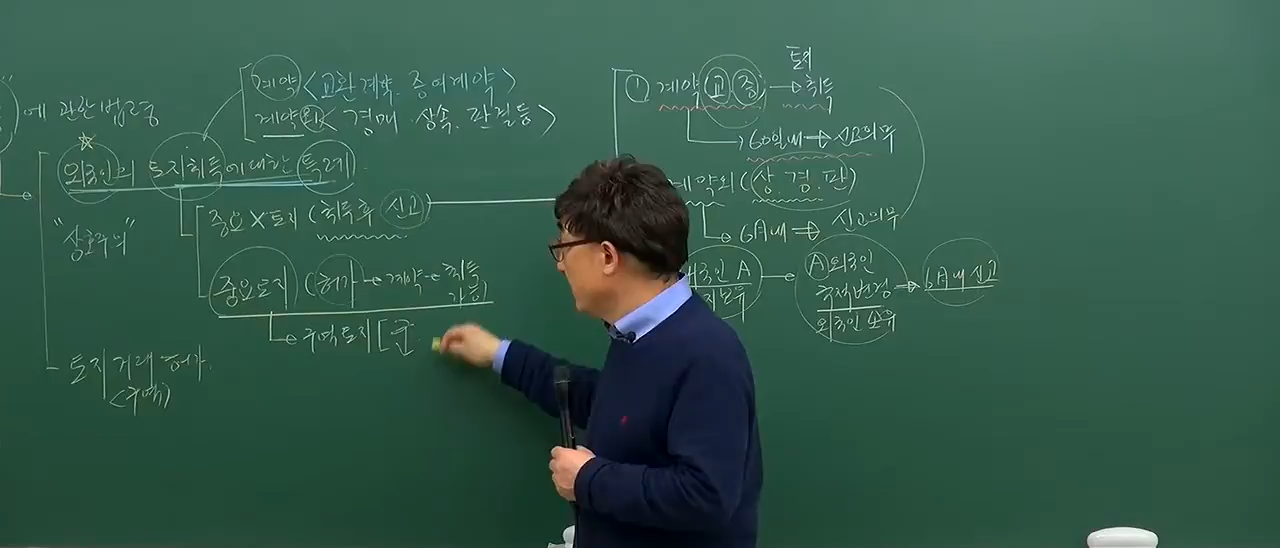 에 관한 법률
외국인의 토지취득에대한 특례
"상호주의"
계약 <교환계약. 증여계약>
계약외 <경매. 상속. 판결등>
중요X토지 (취득후 신고)
중요토지 (허가 계약 취득
가능)
구역토지 [군.
토지거래허가.
<구역>
① 계약 교 증 → 취득
토지
60일내 → 신고의무
계약외 (상.경.판)
6月내 ⇒ 신고의무
외국인 A
A외국인
국적변경 → 6月내 신고
외국인 소유